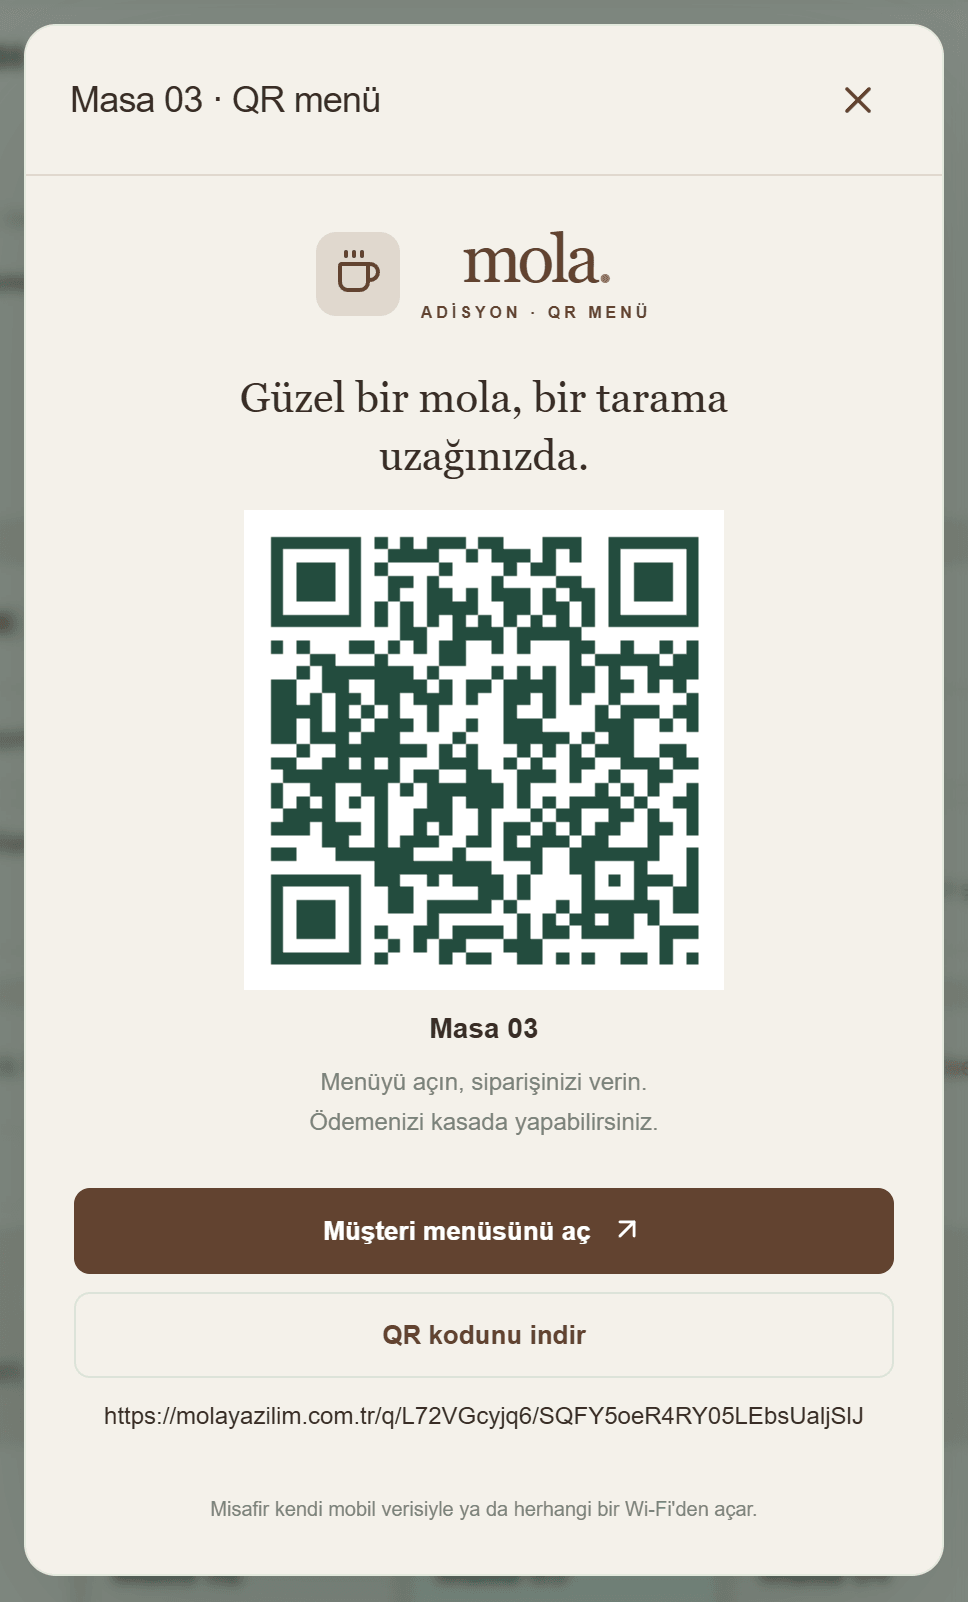 Masa 03 · QR menü
mola.
ADİSYON · QR MENÜ
Güzel bir mola, bir tarama
uzağınızda.
Masa 03
Menüyü açın, siparişinizi verin.
Ödemenizi kasada yapabilirsiniz.
Müşteri menüsünü aç
QR kodunu indir
https://molayazilim.com.tr/q/L72VGcyjq6/SQFY5oeR4RY05LEbsUaljSlJ
Misafir kendi mobil verisiyle ya da herhangi bir Wi-Fi'den açar.